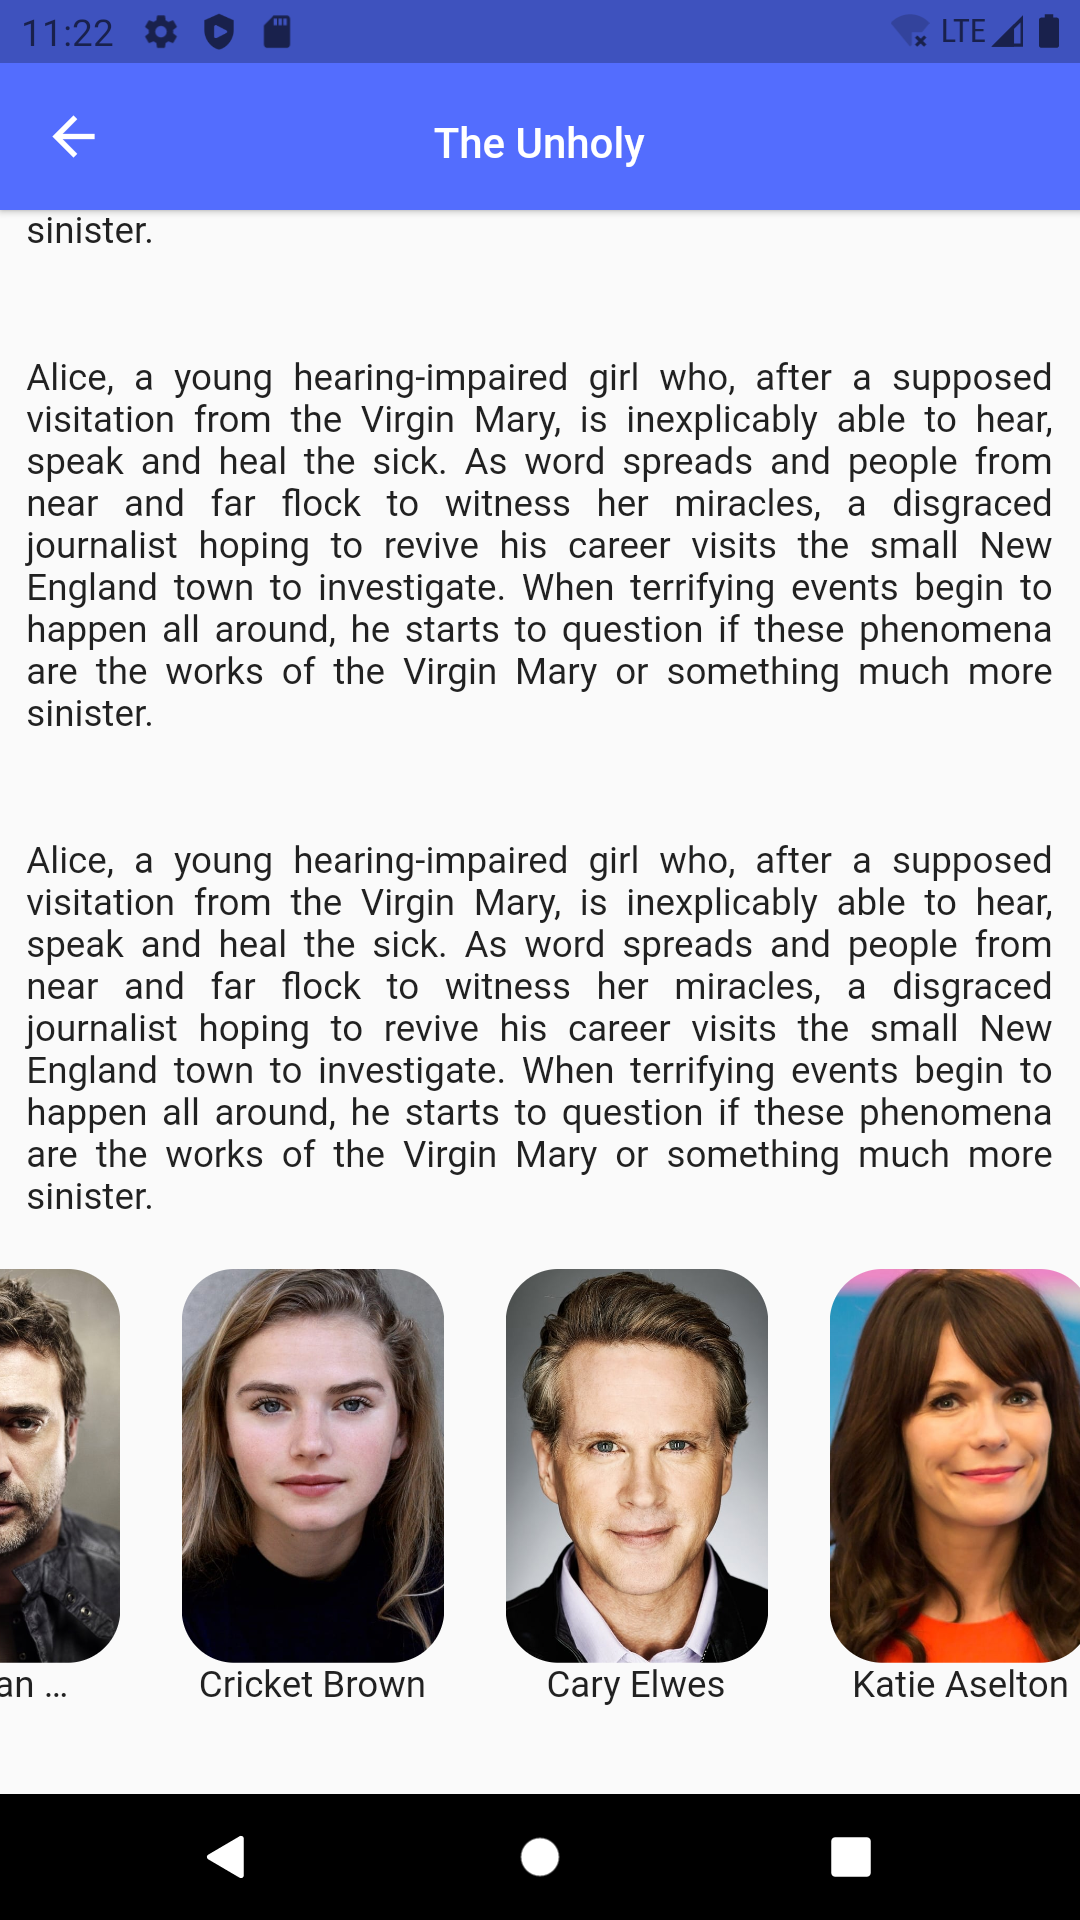 11:22 LTE
The Unholy
sinister.
Alice, a young hearing-impaired girl who, after a supposed
visitation from the Virgin Mary, is inexplicably able to hear,
speak and heal the sick. As word spreads and people from
near and far flock to witness her miracles, a disgraced
journalist hoping to revive his career visits the small New
England town to investigate. When terrifying events begin to
happen all around, he starts to question if these phenomena
are the works of the Virgin Mary or something much more
sinister.
Alice, a young hearing-impaired girl who, after a supposed
visitation from the Virgin Mary, is inexplicably able to hear,
speak and heal the sick. As word spreads and people from
near and far flock to witness her miracles, a disgraced
journalist hoping to revive his career visits the small New
England town to investigate. When terrifying events begin to
happen all around, he starts to question if these phenomena
are the works of the Virgin Mary or something much more
sinister.
an ... Cricket Brown Cary Elwes Katie Aselton